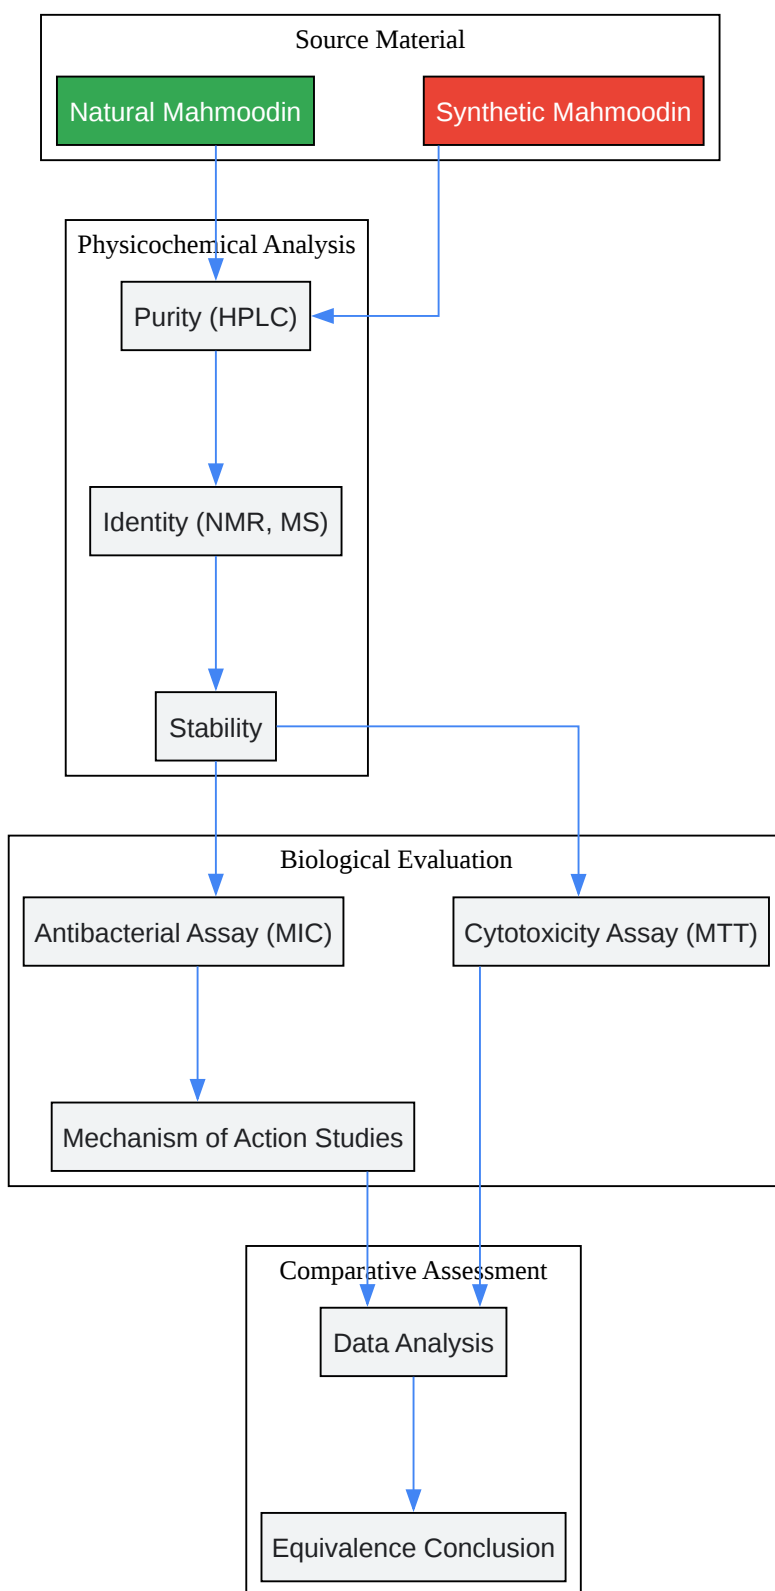 Source Material
Natural Mahmoodin
Synthetic Mahmoodin
Physicochemical Analysis
Purity (HPLC)
Identity (NMR, MS)
Stability
Biological Evaluation
Antibacterial Assay (MIC)
Cytotoxicity Assay (MTT)
Mechanism of Action Studies
Comparative Assessment
Data Analysis
Equivalence Conclusion